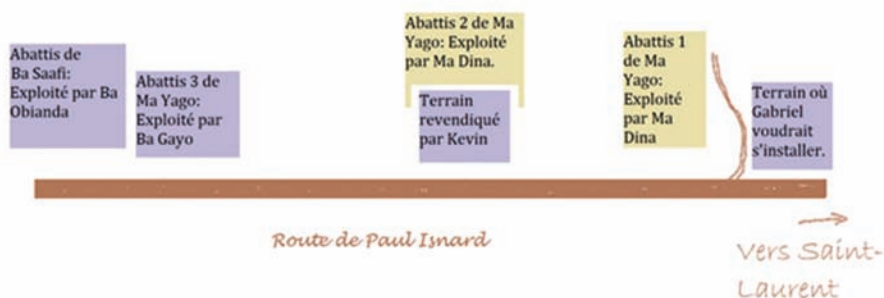 Abattis de
Ba Saafi:
Exploité par Ba
Obianda
Abattis 3 de
Ma Yago:
Exploité par
Ba Gayo
Abattis 2 de Ma
Yago: Exploité
par Ma Dina.
Terrain
revendiqué
par Kevin
Abattis 1
de Ma
Yago:
Exploité
par Ma
Dina
Terrain où
Gabriel
voudrait
s'installer.
Route de Paul Isnard
Vers Saint-
Laurent